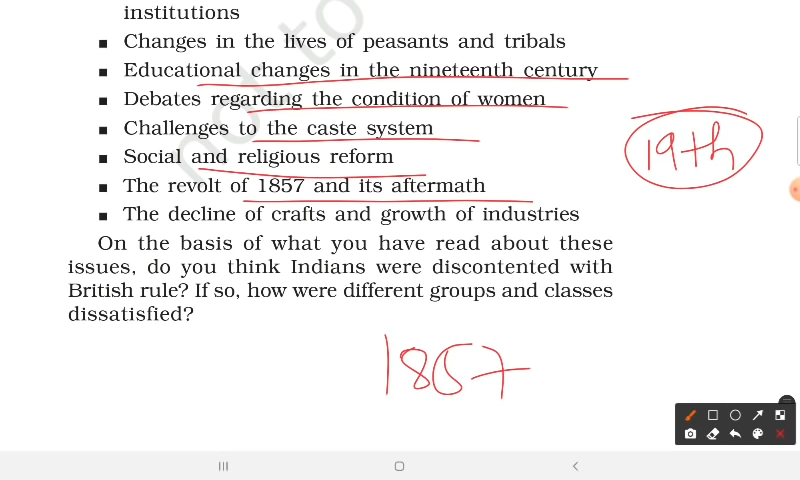 institutions
■ Changes in the lives of peasants and tribals
■ Educational changes in the nineteenth century
■ Debates regarding the condition of women
■ Challenges to the caste system
■ Social and religious reform
■ The revolt of 1857 and its aftermath
■ The decline of crafts and growth of industries
19th
On the basis of what you have read about these
issues, do you think Indians were discontented with
British rule? If so, how were different groups and classes
dissatisfied?
1857
not to